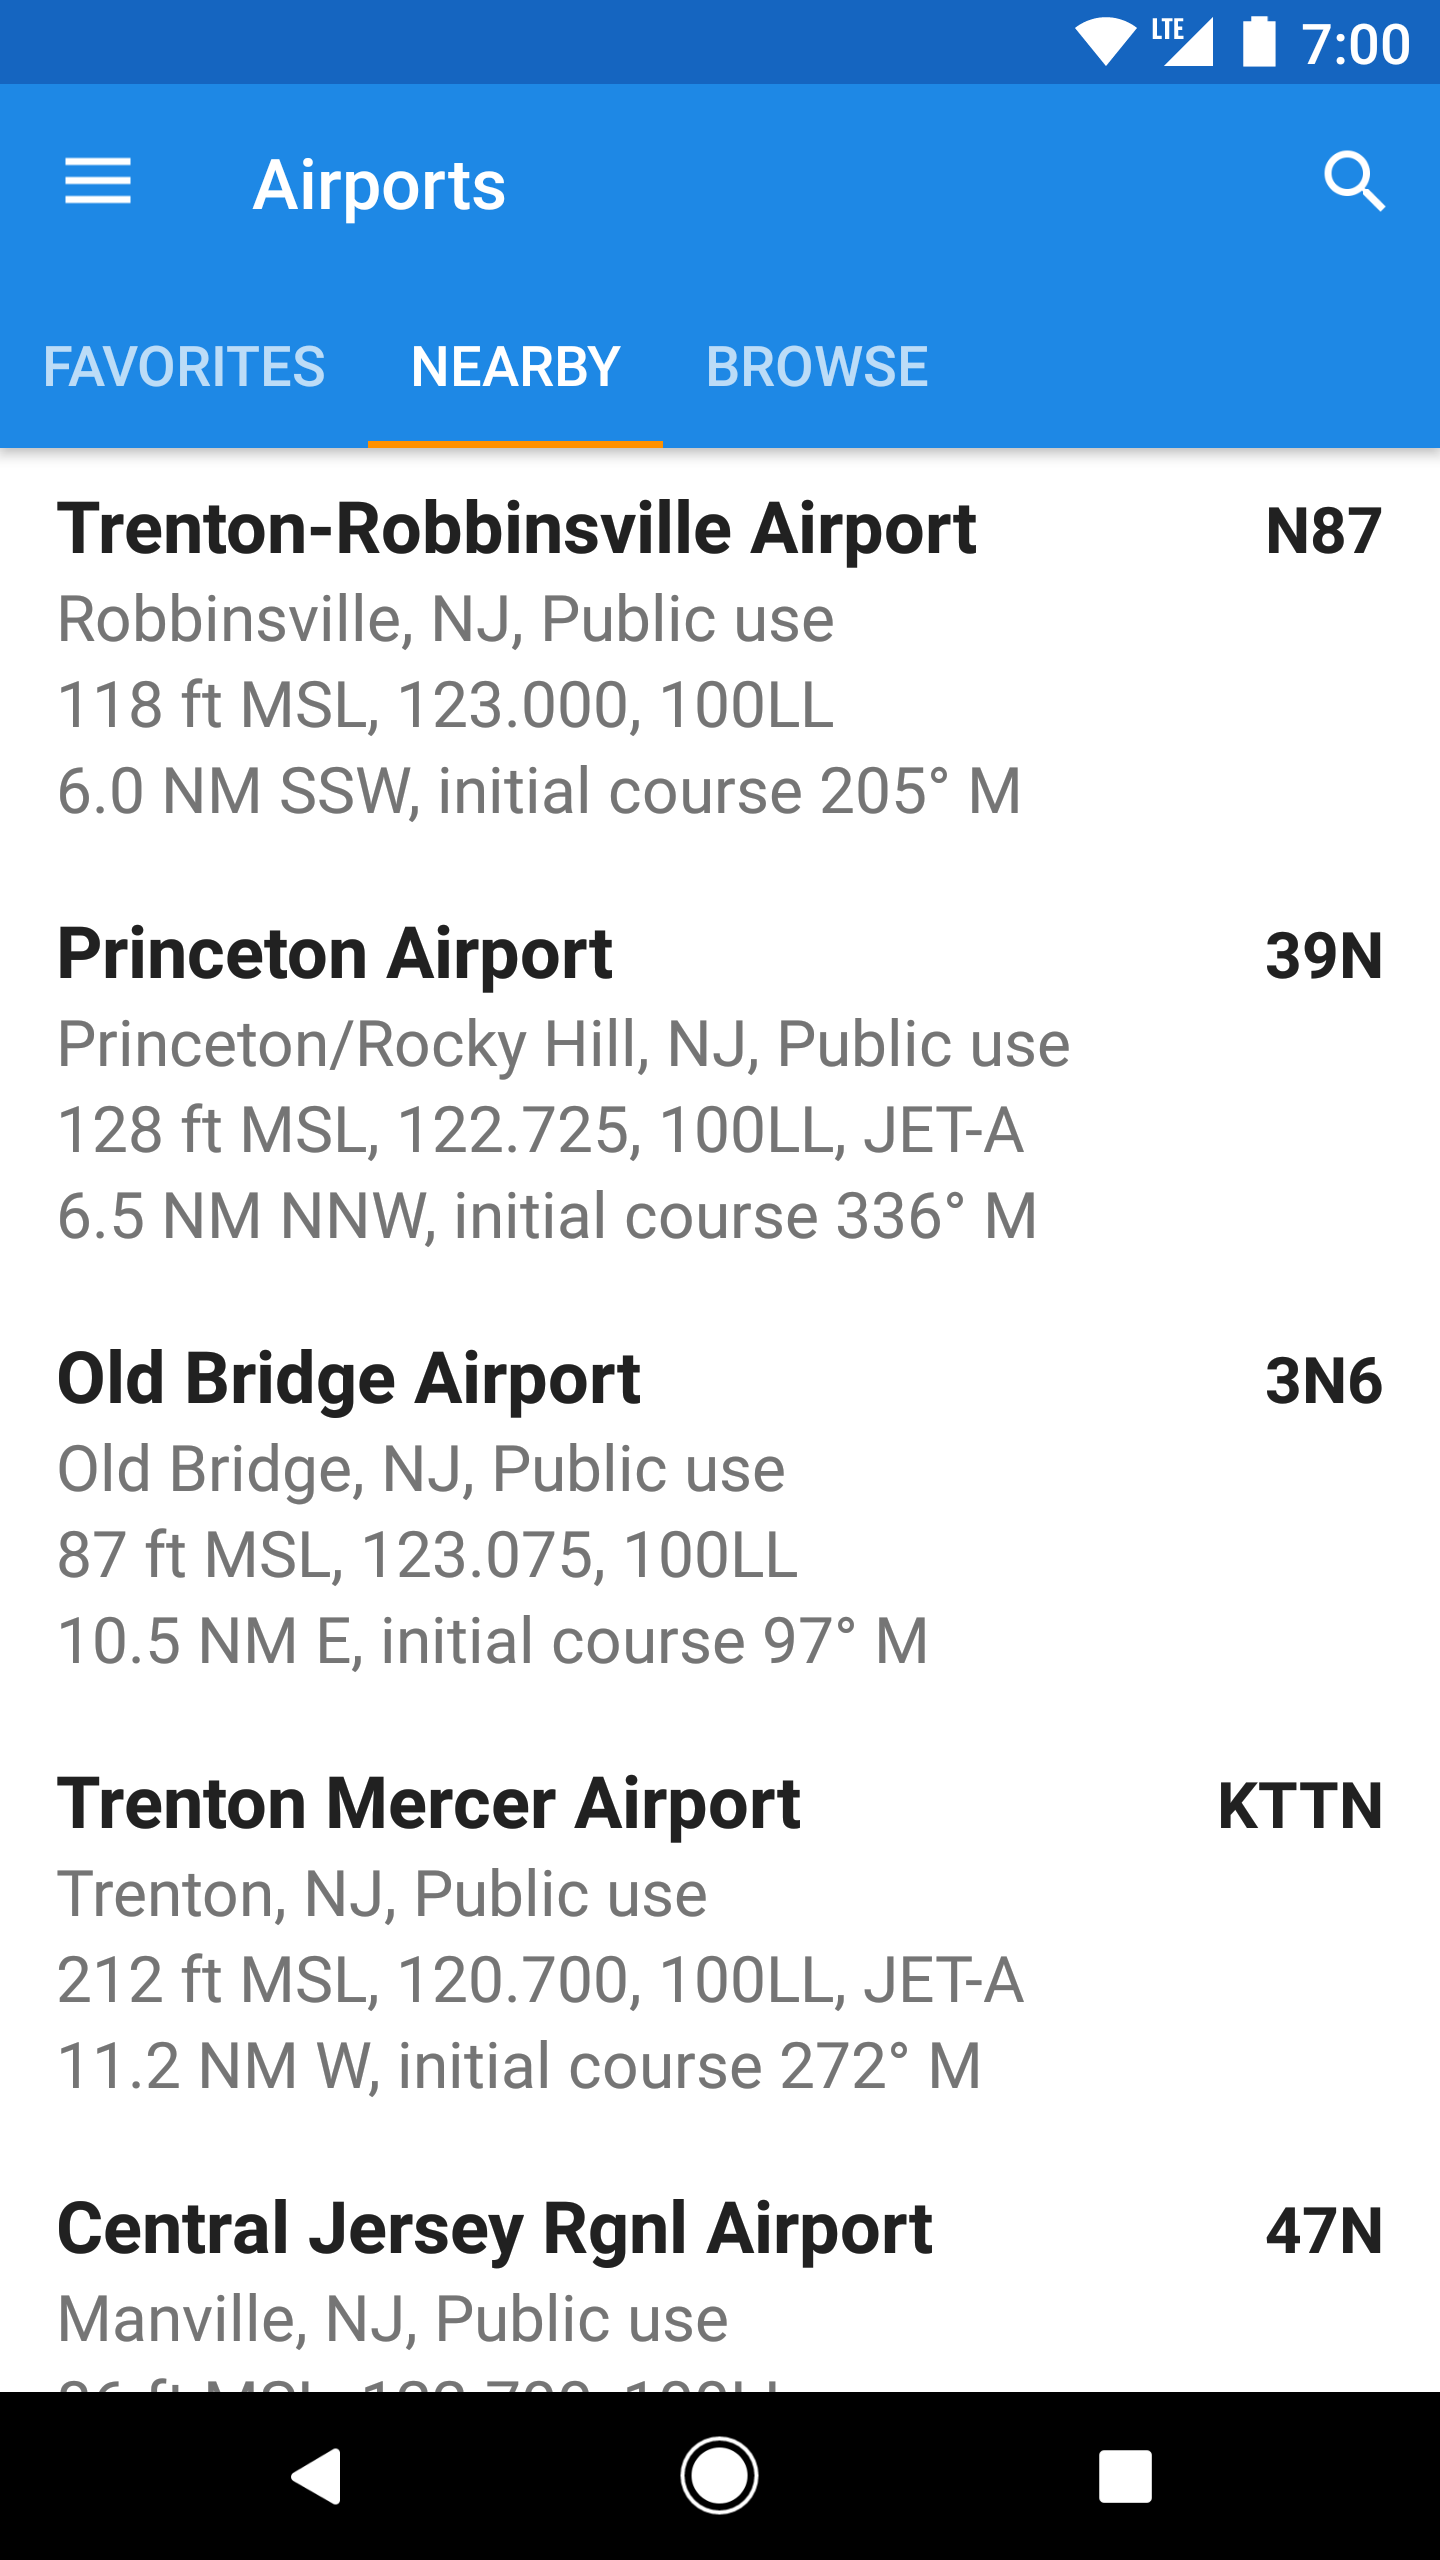 LTE 7:00
Airports
FAVORITES NEARBY BROWSE
Trenton-Robbinsville Airport N87
Robbinsville, NJ, Public use
118 ft MSL, 123.000, 100LL
6.0 NM SSW, initial course 205° M
Princeton Airport 39N
Princeton/Rocky Hill, NJ, Public use
128 ft MSL, 122.725, 100LL, JET-A
6.5 NM NNW, initial course 336° M
Old Bridge Airport 3N6
Old Bridge, NJ, Public use
87 ft MSL, 123.075, 100LL
10.5 NM E, initial course 97° M
Trenton Mercer Airport KTTN
Trenton, NJ, Public use
212 ft MSL, 120.700, 100LL, JET-A
11.2 NM W, initial course 272° M
Central Jersey Rgnl Airport 47N
Manville, NJ, Public use
ft MSL,